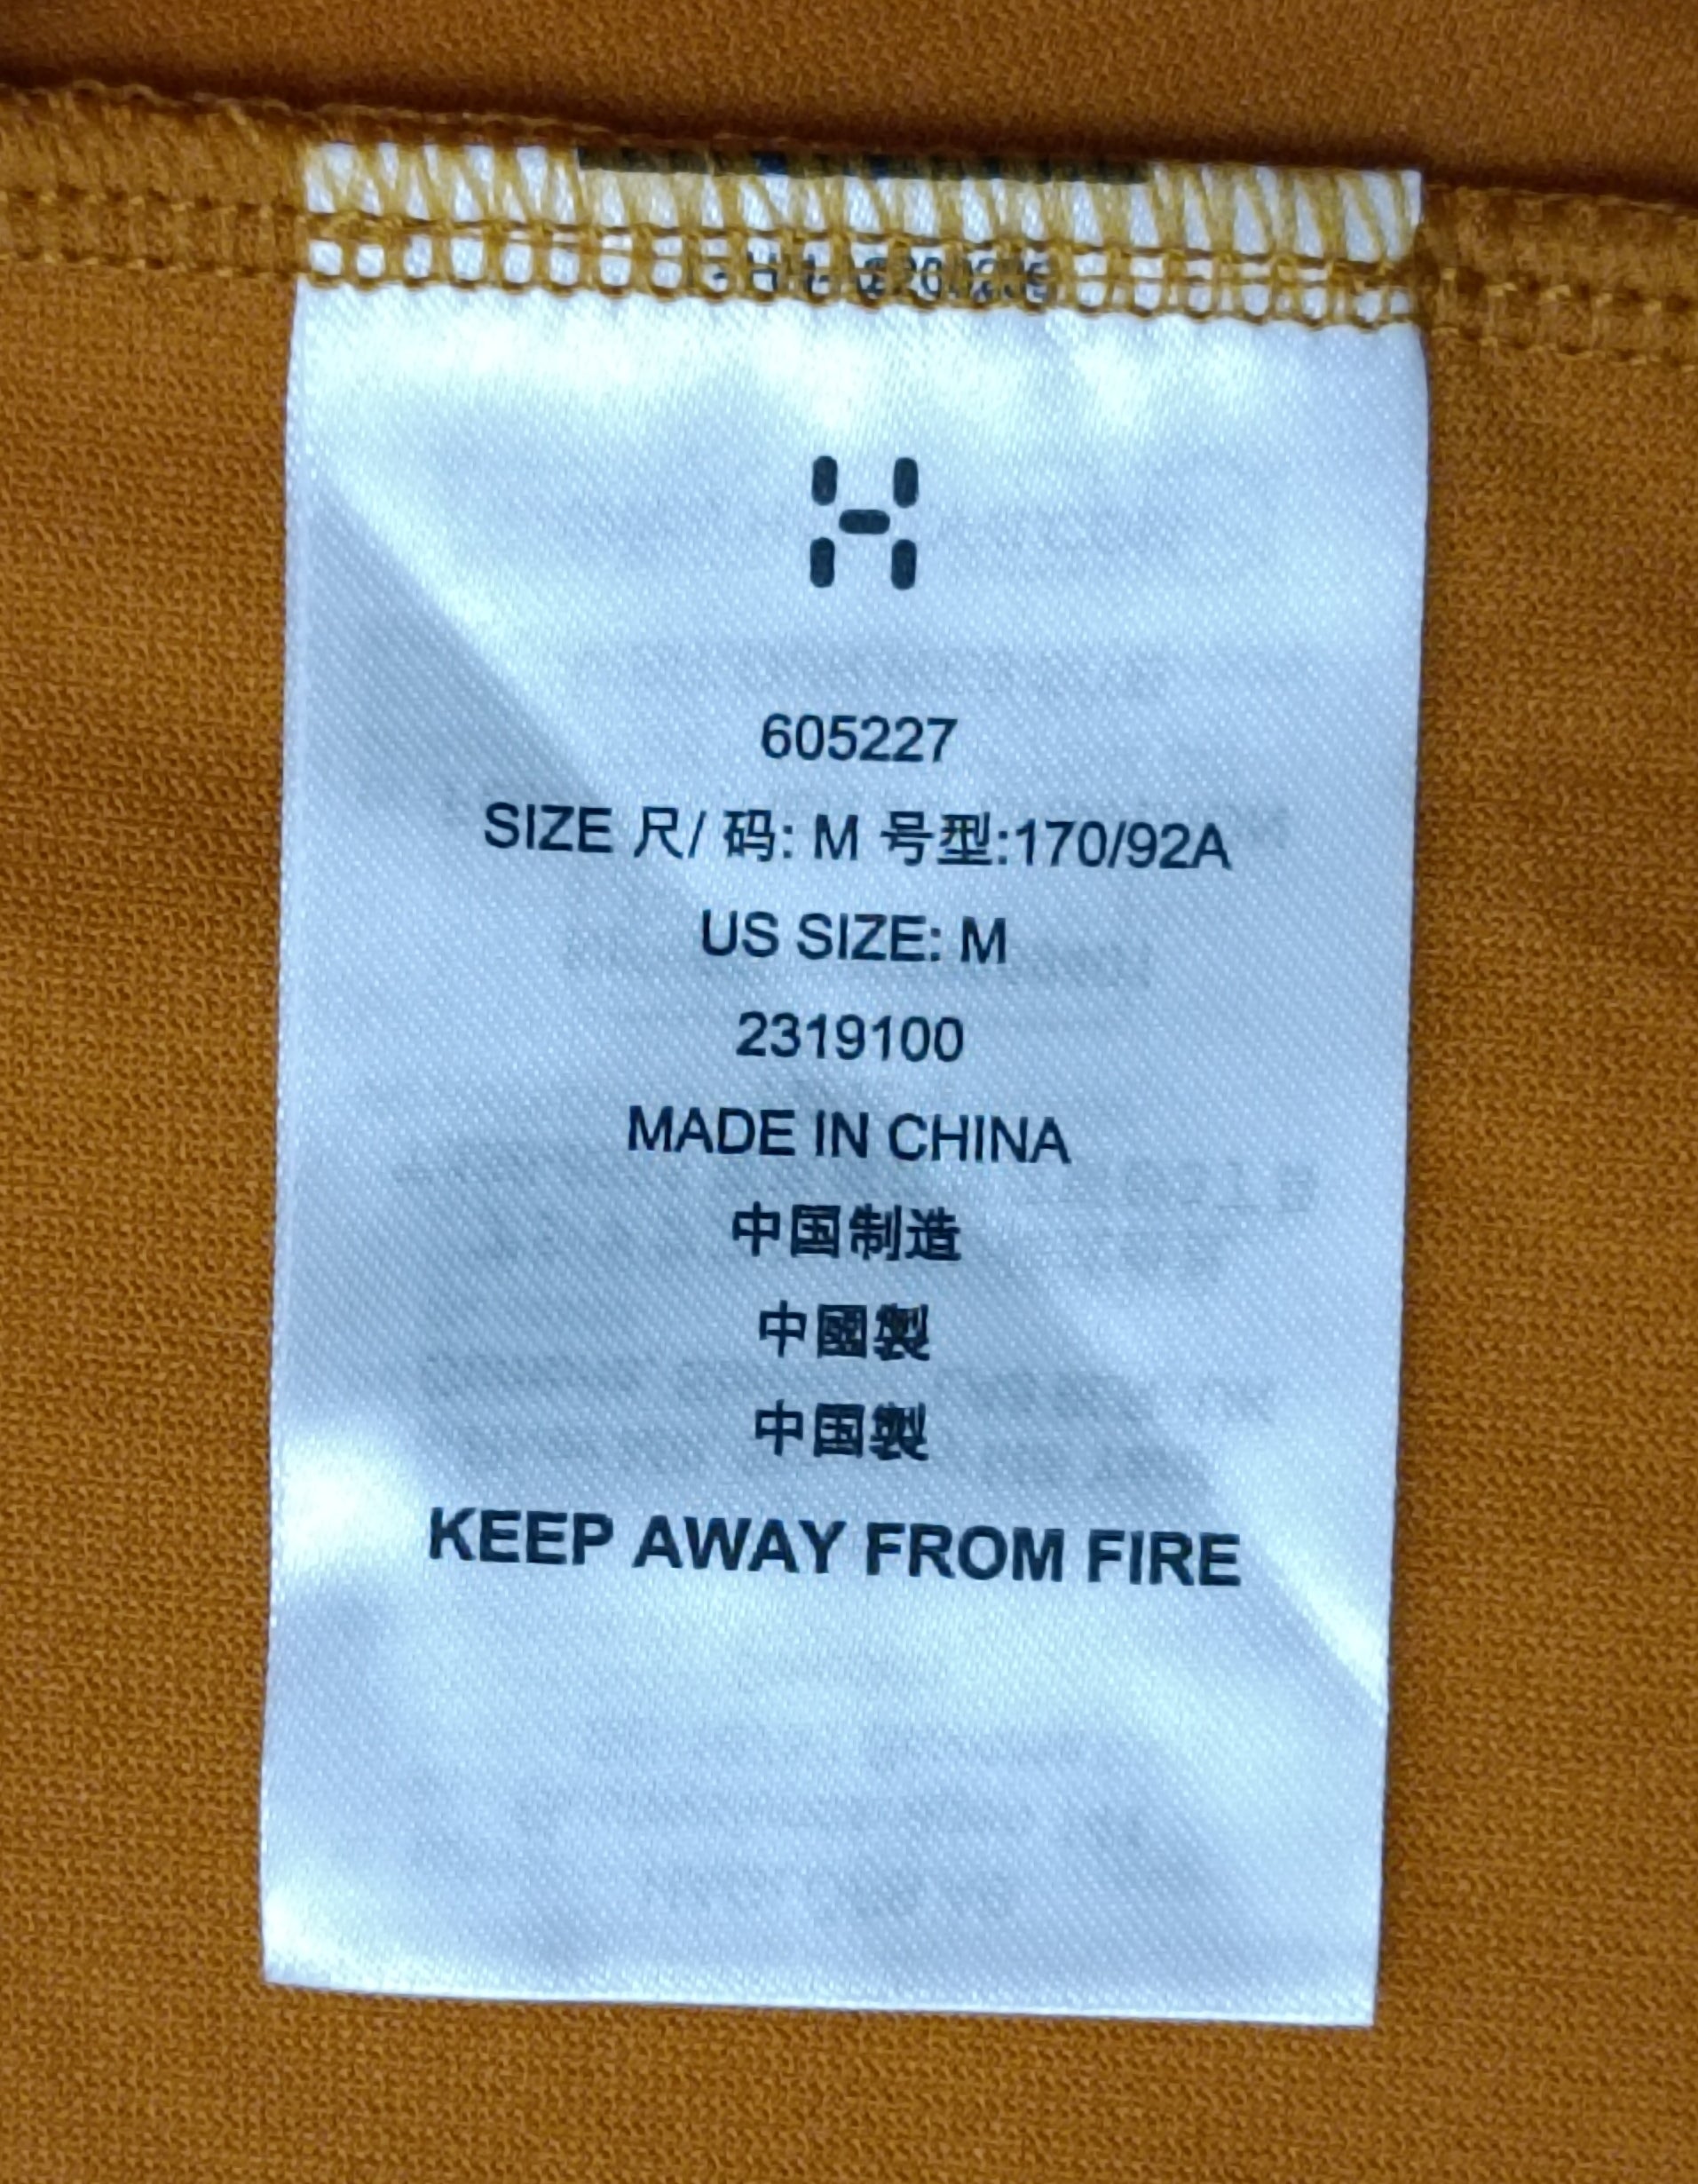 605227
SIZE 尺/ 码: M 号型:170/92A
US SIZE: M
2319100
MADE IN CHINA
中国制造
中國製
中国製
KEEP AWAY FROM FIRE